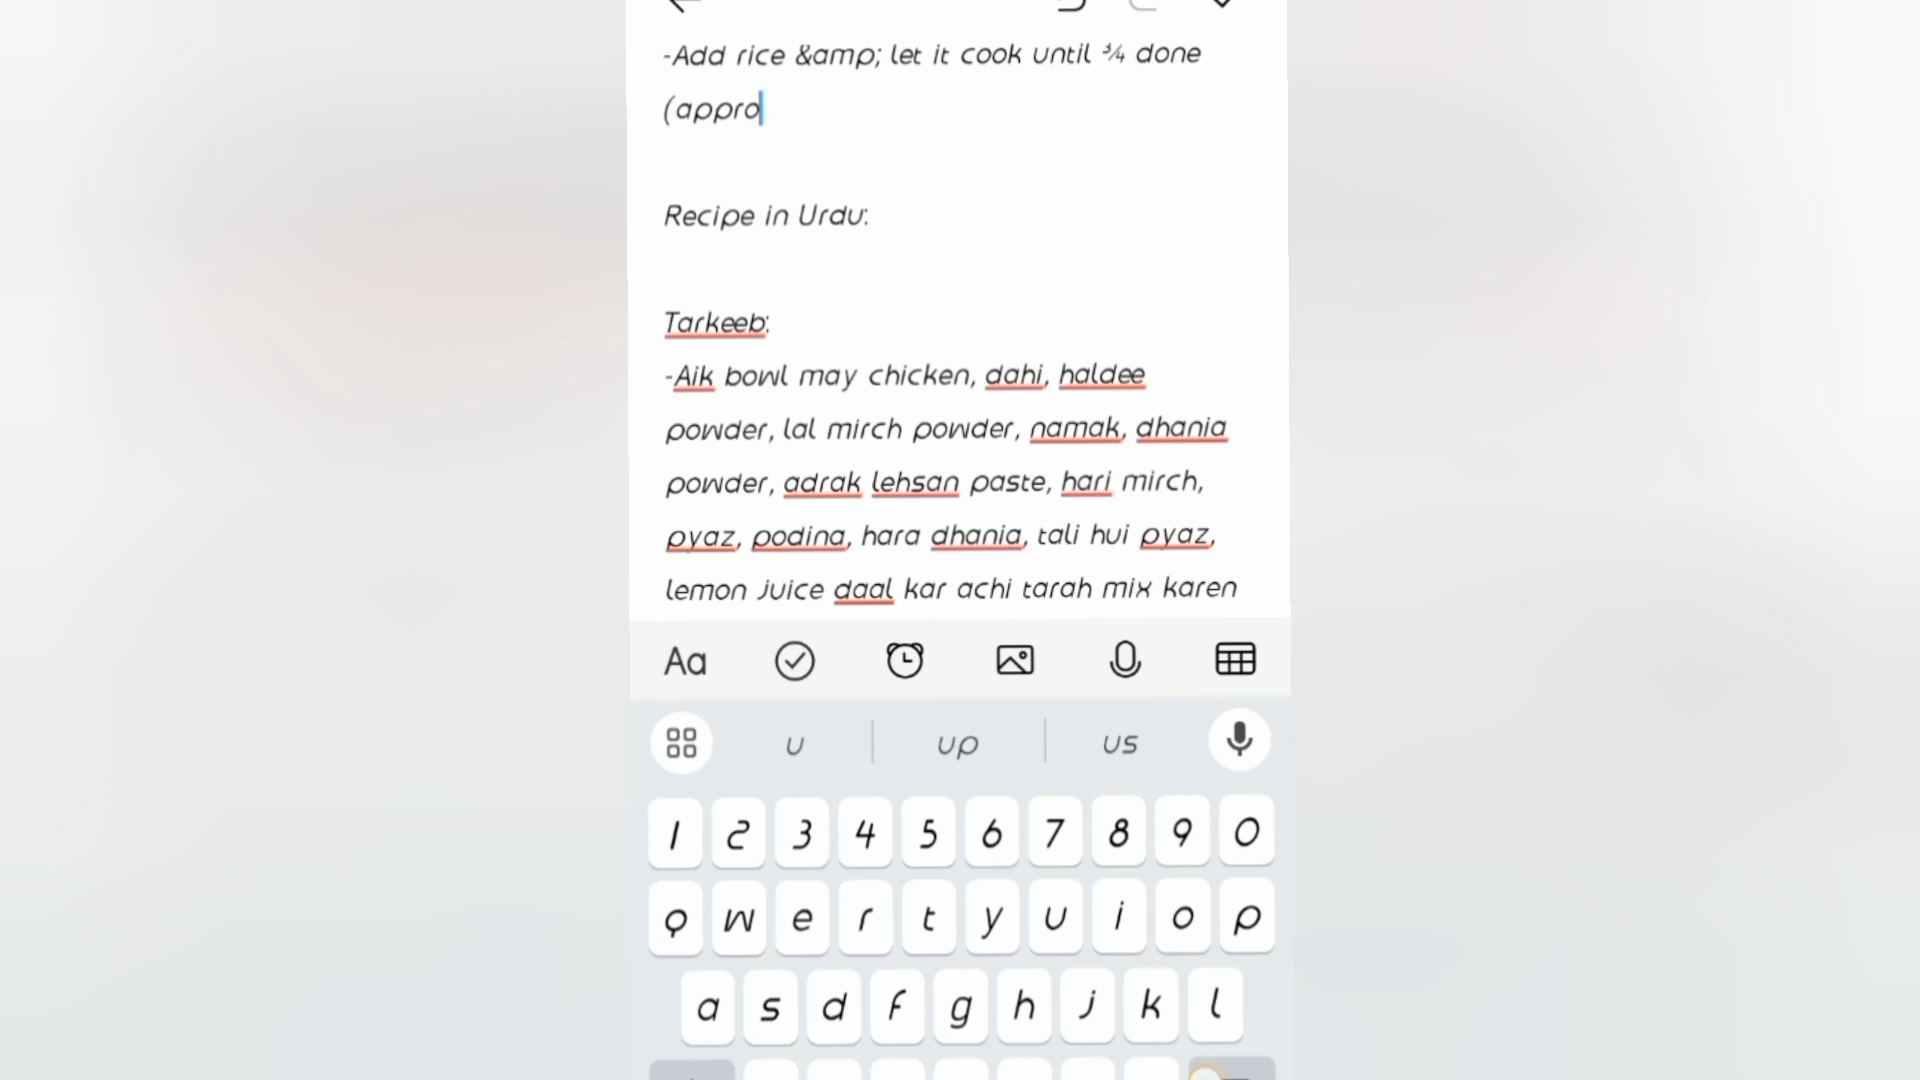 -Add rice &amp; let it cook until ¾ done
(appro
Recipe in Urdu:
Tarkeeb:
-Aik bowl may chicken, dahi, haldee
powder, lal mirch powder, namak, dhania
powder, adrak lehsan paste, hari mirch,
pyaz, podina, hara dhania, tali hui pyaz,
lemon juice daal kar achi tarah mix karen
Aa
u up us
1 2 3 4 5 6 7 8 9 0
q w e r t y u i o p
a s d f g h j k l